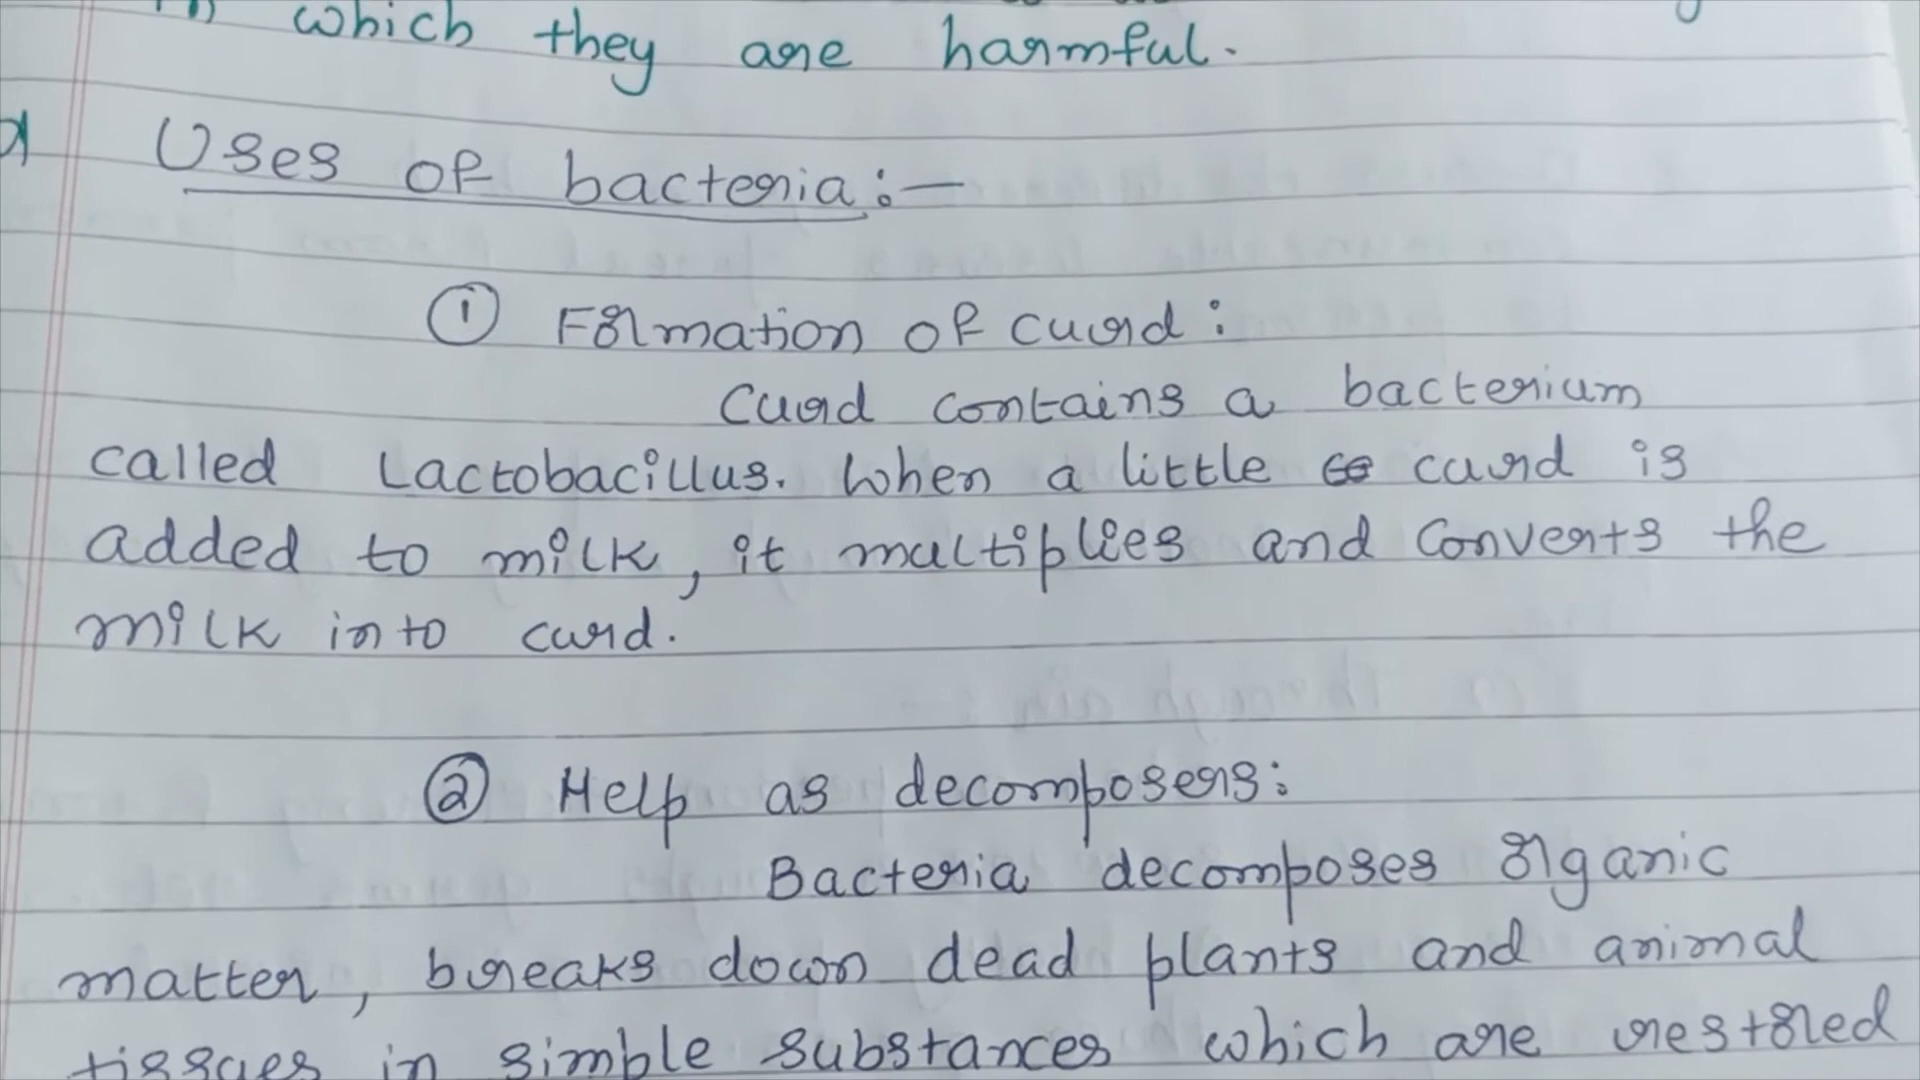 which they are harmful.
Uses of bacteria :-
① Formation of curd :
Curd contains a bacterium
called Lactobacillus. When a little curd is
added to milk, it multiplies and converts the
milk into curd.
② Help as decomposers:
Bacteria decomposes organic
matter, breaks down dead plants and animal
tissues in simple substances which are restored